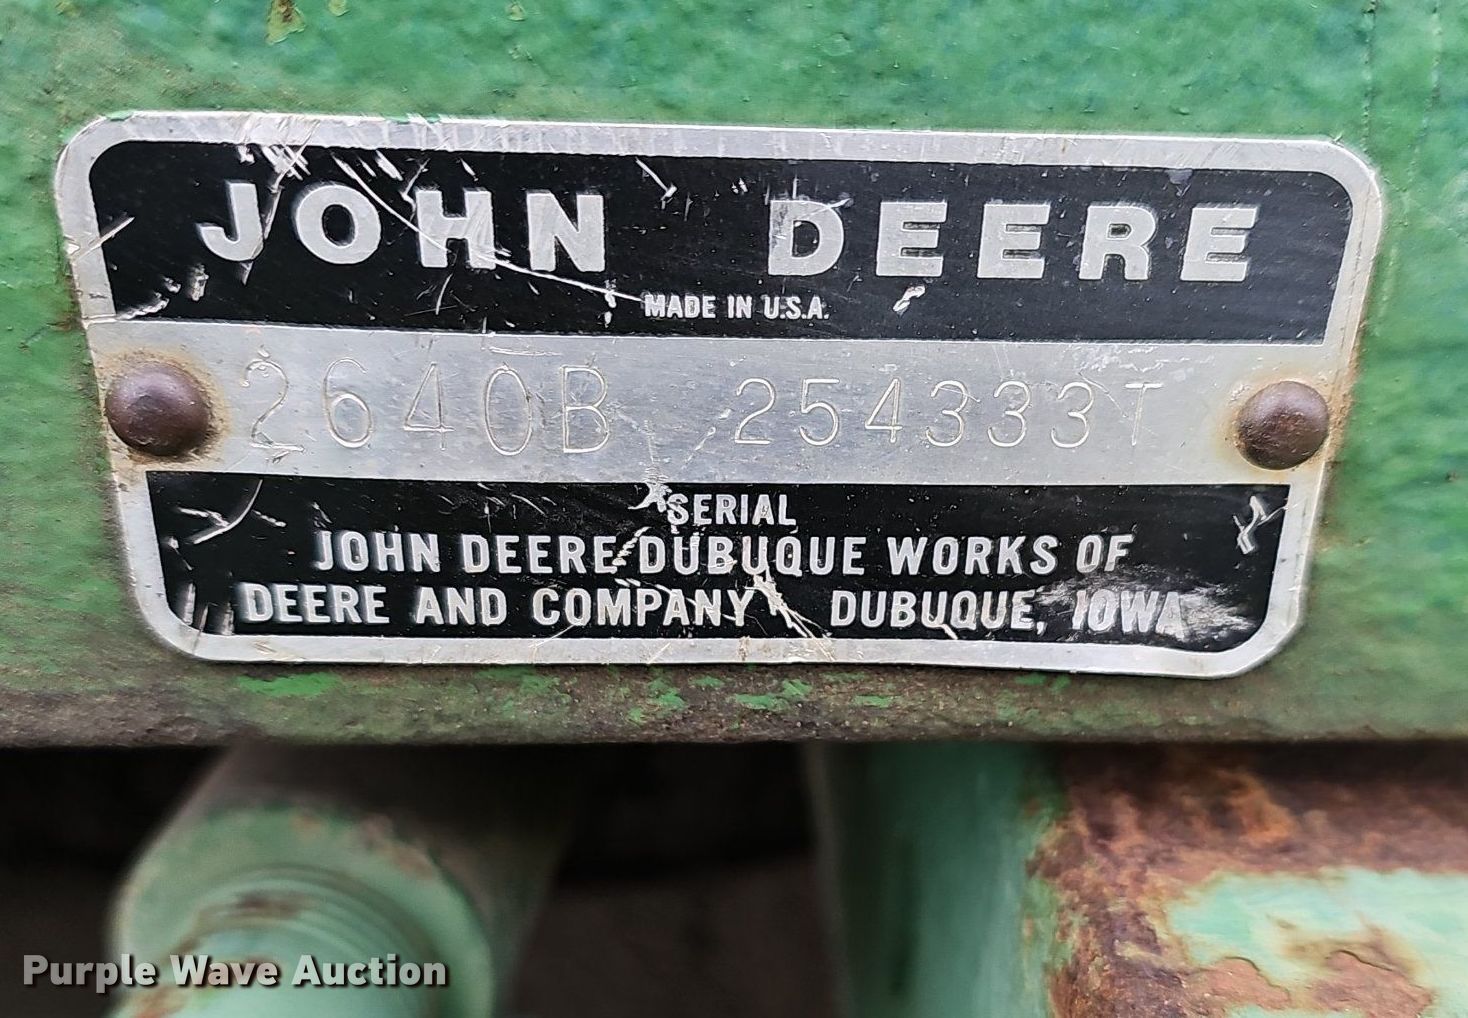 JOHN DEERE
MADE IN U.S.A.
2640B 254333T
SERIAL
JOHN DEERE DUBUQUE WORKS OF
DEERE AND COMPANY DUBUQUE, IOWA
Purple Wave Auction